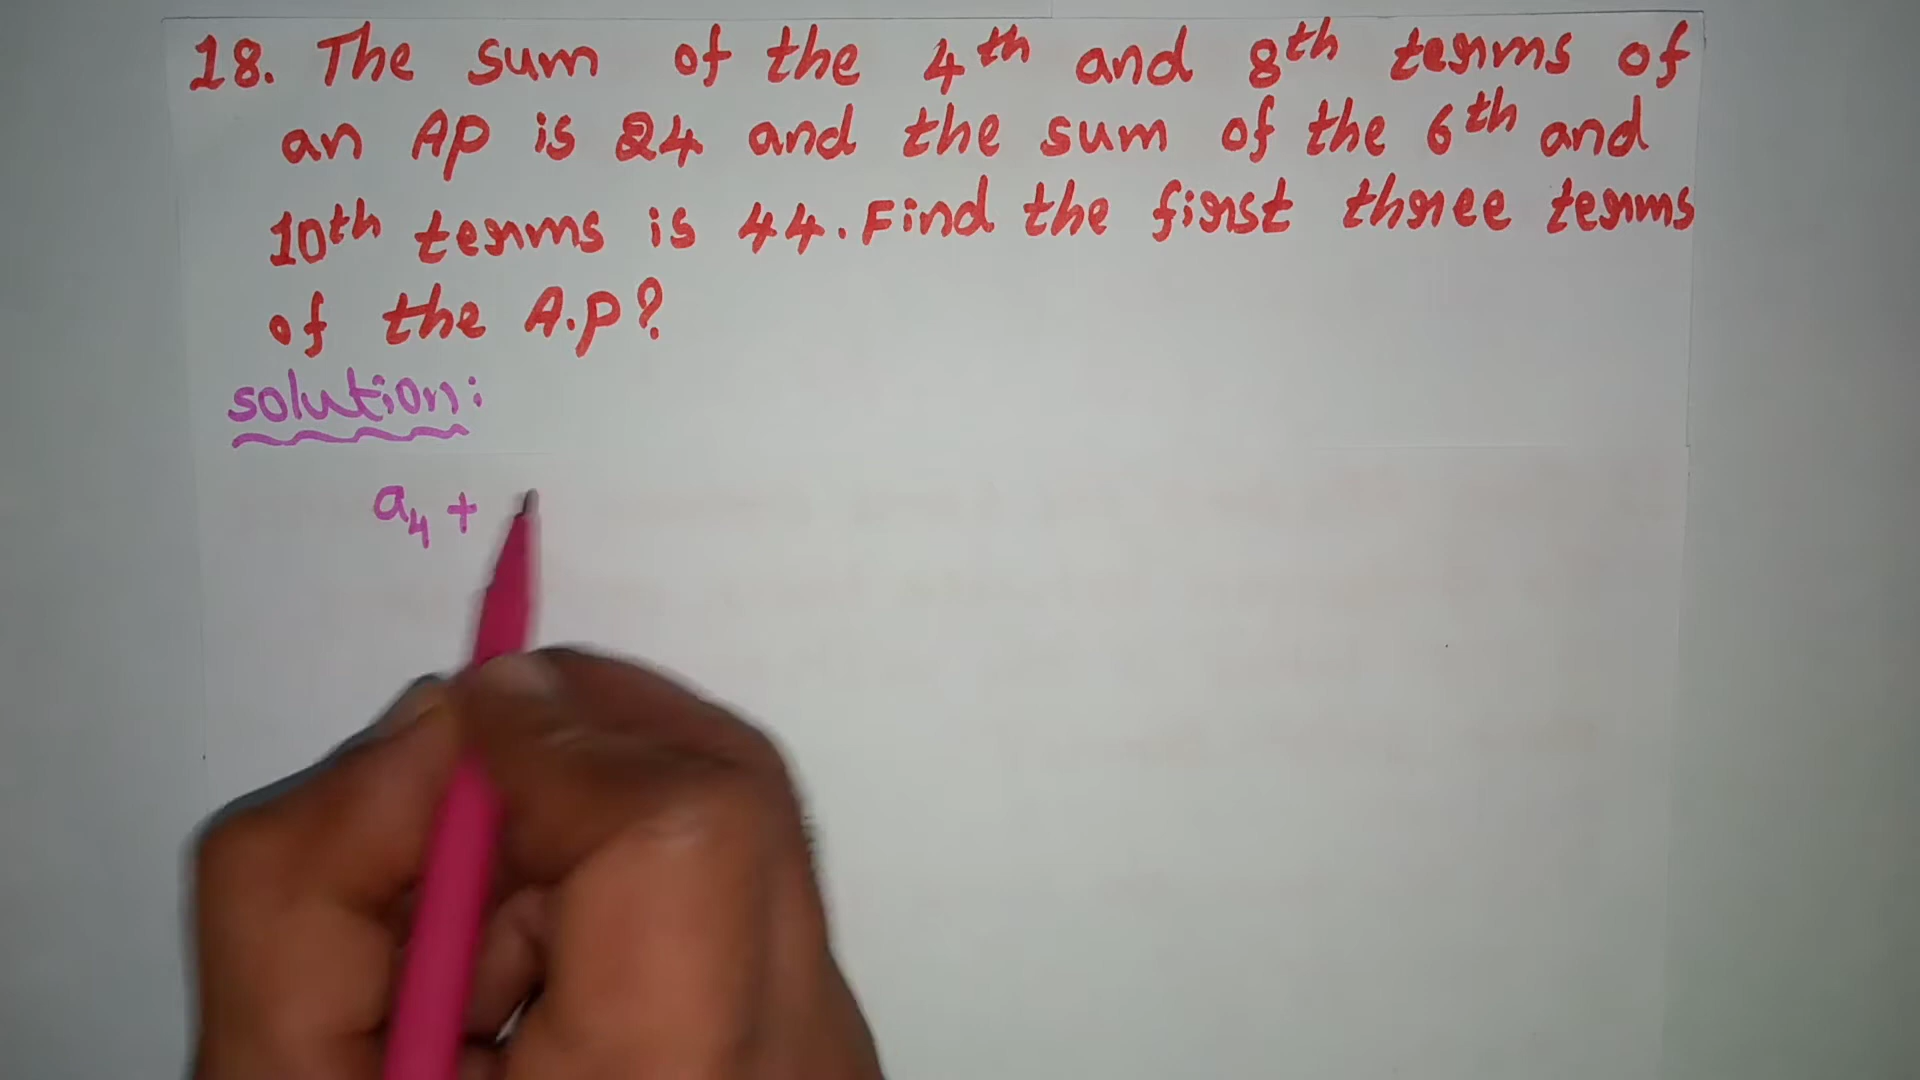 18. The sum of the 4th and 8th terms of
an AP is 24 and the sum of the 6th and
10th terms is 44. Find the first three terms
of the A.P?
solution:
a₄ +